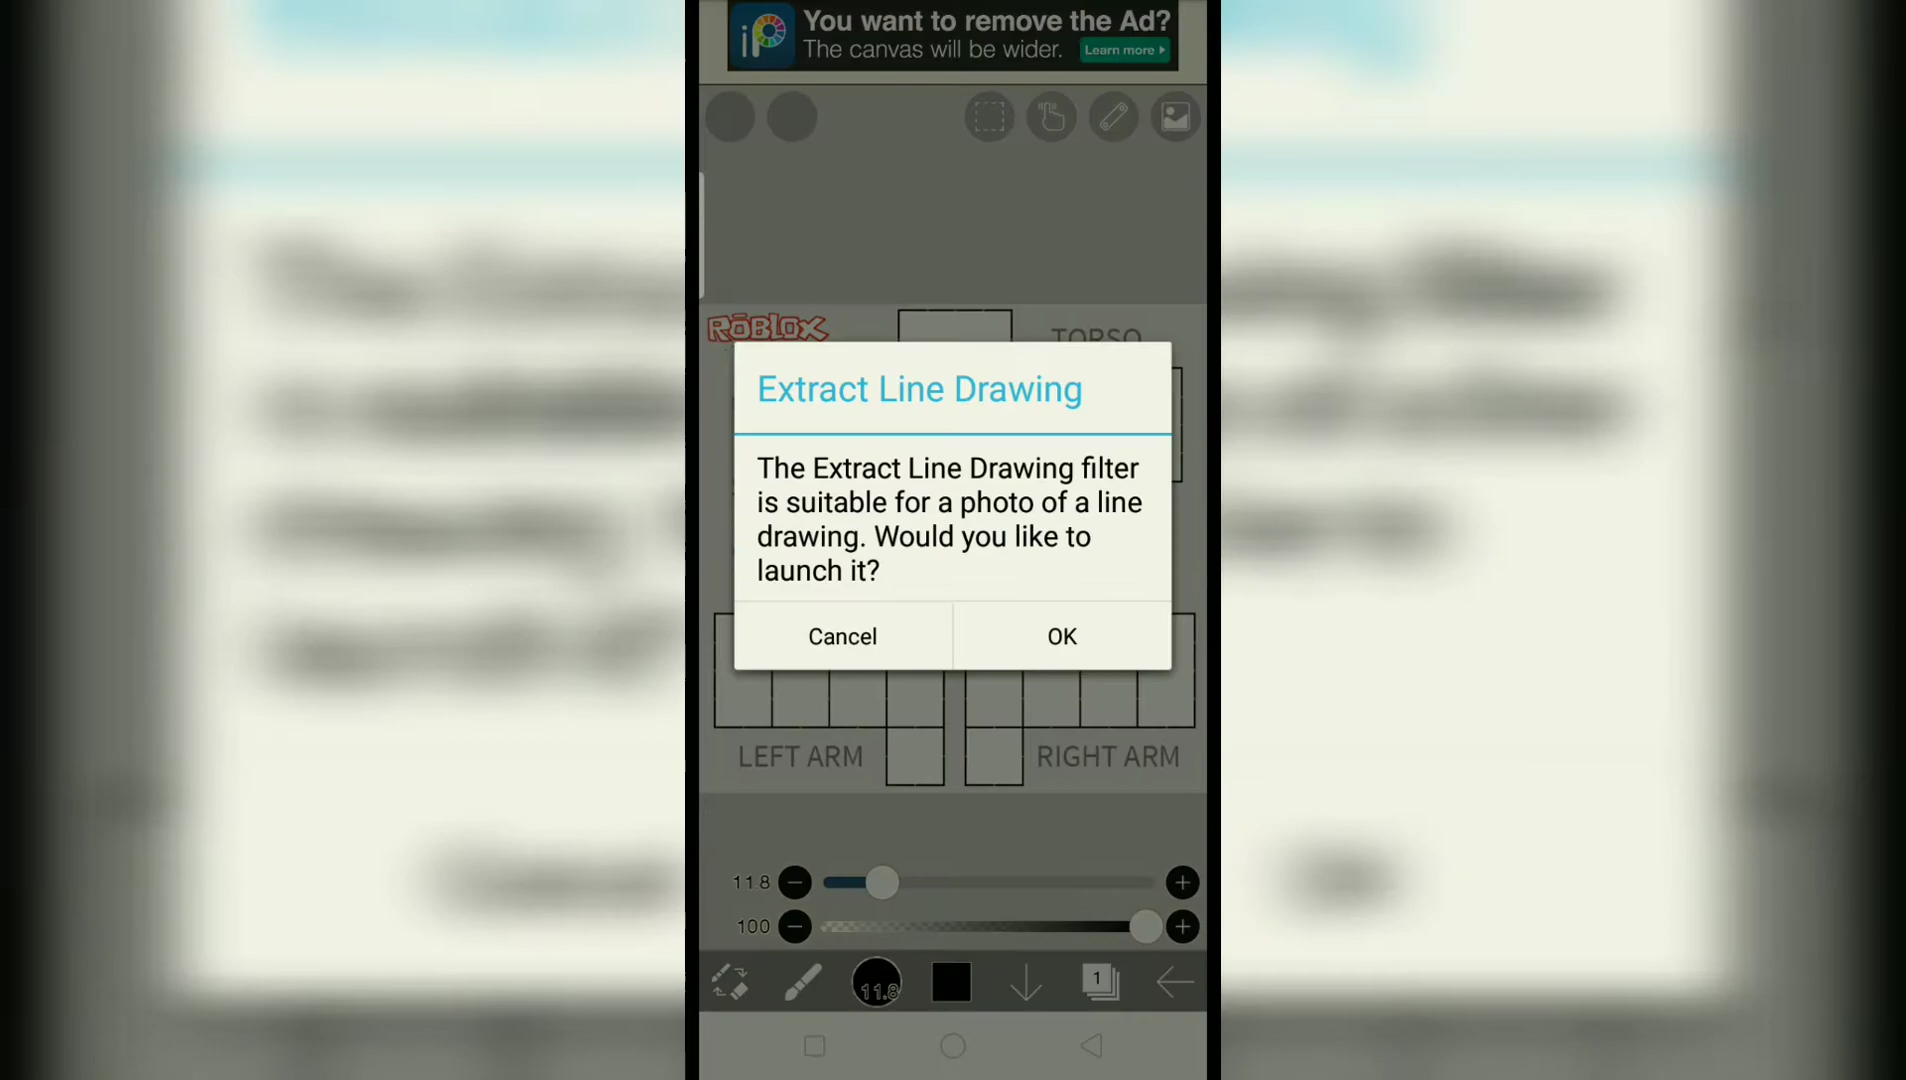 iP
You want to remove the Ad?
The canvas will be wider. Learn more
ROBLOX
TORSO
Extract Line Drawing
The Extract Line Drawing filter
is suitable for a photo of a line
drawing. Would you like to
launch it?
Cancel OK
LEFT ARM RIGHT ARM
11.8
100
11.8 1